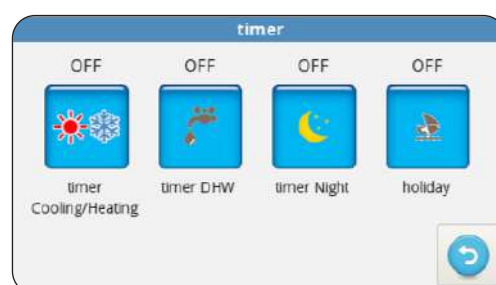 timer
OFF OFF OFF OFF
timer Cooling/Heating
timer DHW
timer Night
holiday